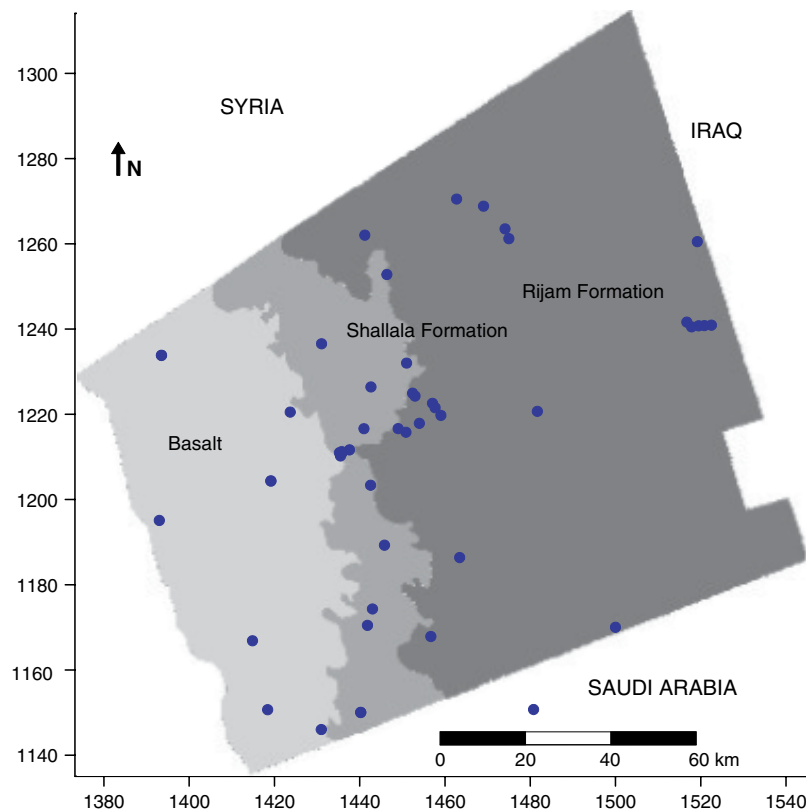 1300
1280
1260
1240
1220
1200
1180
1160
1140
SYRIA
IRAQ
N
Rijam Formation
Shallala Formation
Basalt
SAUDI ARABIA
0 20 40 60 km
1380 1400 1420 1440 1460 1480 1500 1520 1540